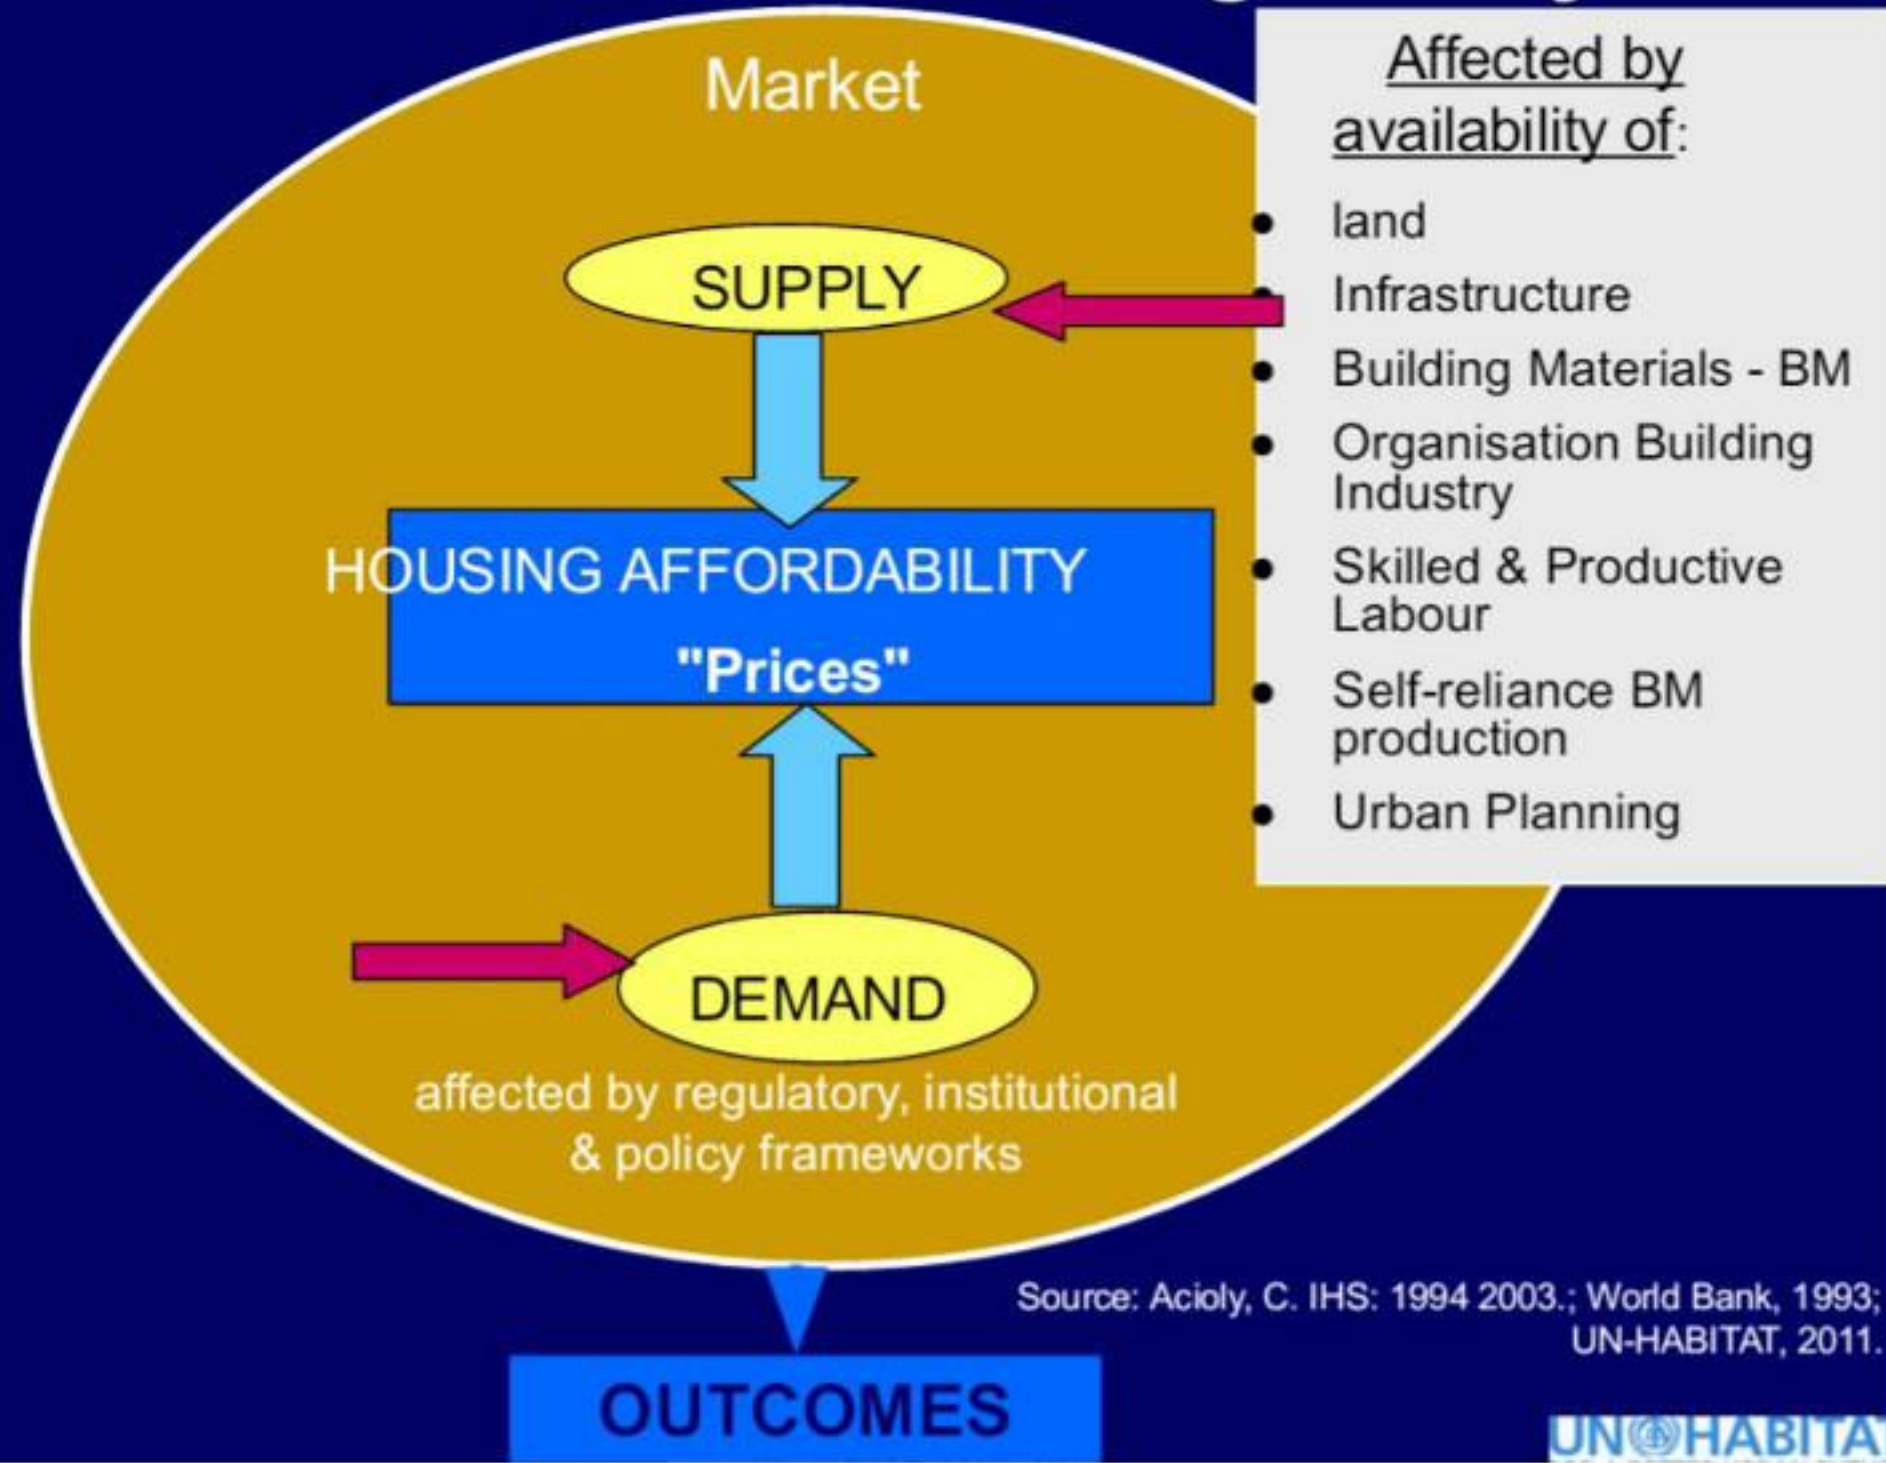 Market
Affected by
availability of:
land
Infrastructure
Building Materials - BM
Organisation Building
Industry
Skilled & Productive
Labour
Self-reliance BM
production
Urban Planning
SUPPLY
HOUSING AFFORDABILITY
"Prices"
DEMAND
affected by regulatory, institutional
& policy frameworks
Source: Acioly, C. IHS: 1994 2003.; World Bank, 1993;
UN-HABITAT, 2011.
OUTCOMES
UN HABITA